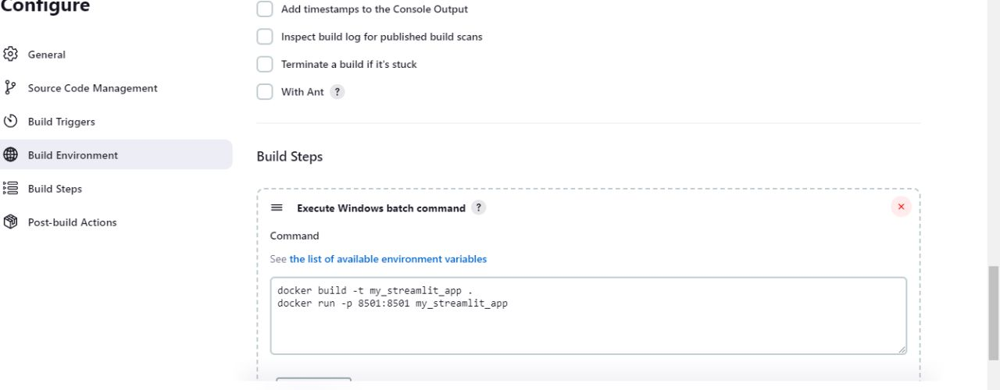 Configure
General
Source Code Management
Build Triggers
Build Environment
Build Steps
Post-build Actions
Add timestamps to the Console Output
Inspect build log for published build scans
Terminate a build if it's stuck
With Ant ?
Build Steps
Execute Windows batch command ?
Command
See the list of available environment variables
docker build -t my_streamlit_app .
docker run -p 8501:8501 my_streamlit_app